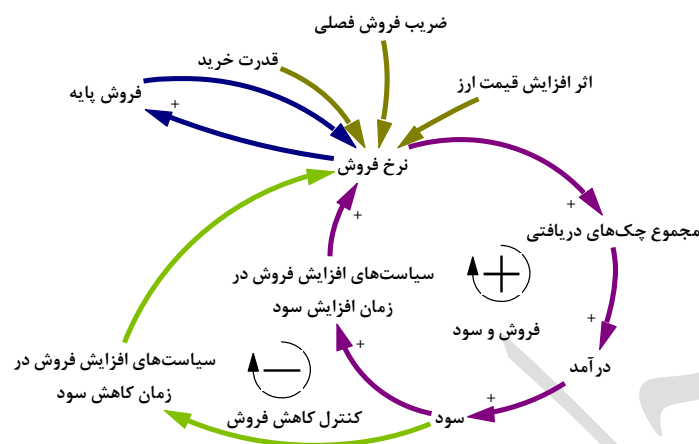 ضریب فروش فصلی
قدرت خرید
اثر افزایش قیمت ارز
فروش پایه
+
نرخ فروش
+
+
مجموع چک‌های دریافتی
سیاست‌های افزایش فروش در
زمان افزایش سود
+
فروش و سود
+
سیاست‌های افزایش فروش در
زمان کاهش سود
درآمد
+
کنترل کاهش فروش
سود